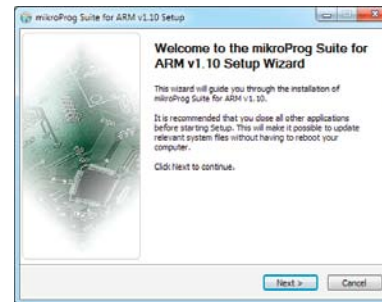 mikroProg Suite for ARM v1.10 Setup
Welcome to the mikroProg Suite for
ARM v1.10 Setup Wizard
This wizard will guide you through the installation of
mikroProg Suite for ARM v1.10.
It is recommended that you close all other applications
before starting Setup. This will make it possible to update
relevant system files without having to reboot your
computer.
Click Next to continue.
Next >
Cancel